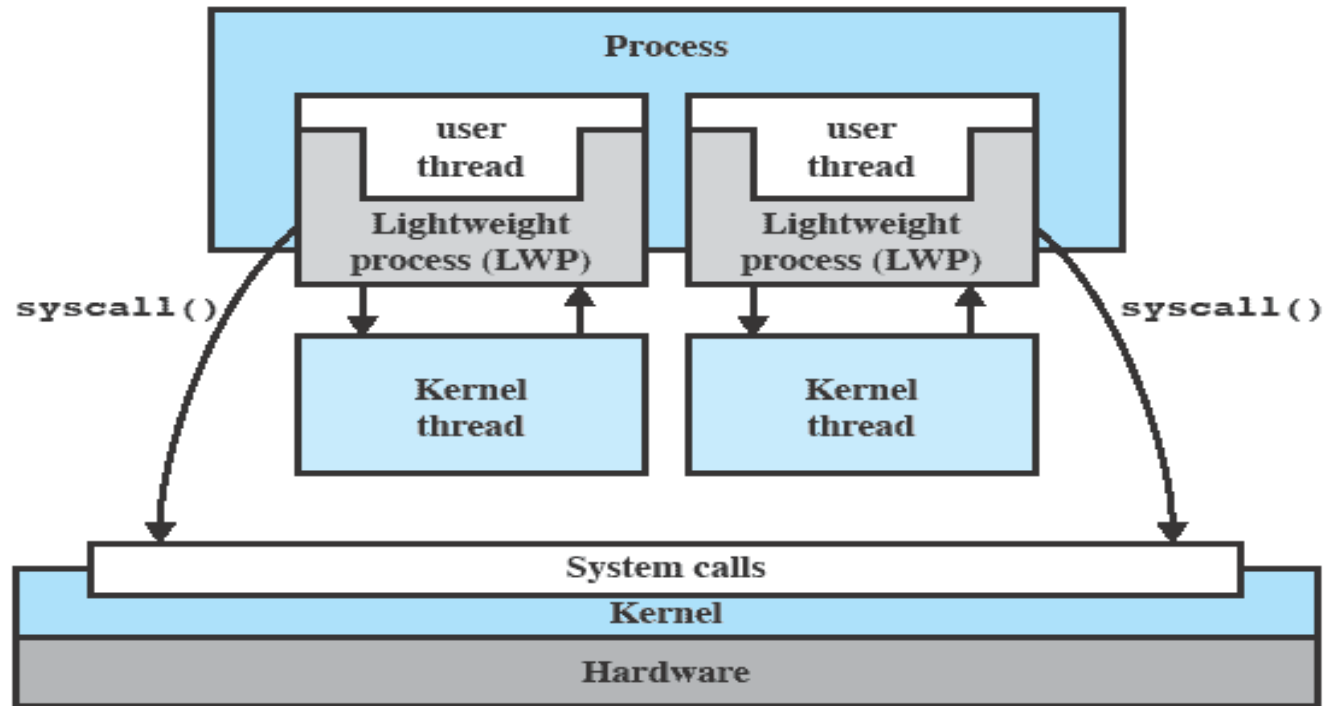 Process
user
thread
user
thread
Lightweight
process (LWP)
Lightweight
process (LWP)
syscall()
syscall()
Kernel
thread
Kernel
thread
System calls
Kernel
Hardware